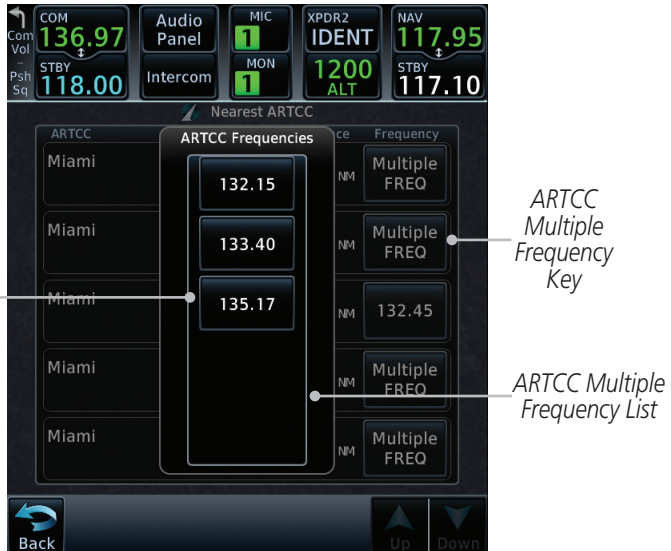 COM
136.97
STBY
118.00
Com
Vol
–
Psh
Sq
Audio
Panel
Intercom
MIC
1
MON
1
XPDR2
IDENT
1200
ALT
NAV
117.95
STBY
117.10
Nearest ARTCC
ARTCC
ce
Frequency
ARTCC Frequencies
132.15
133.40
135.17
Miami
NM
Multiple
FREQ
Miami
NM
Multiple
FREQ
Miami
NM
132.45
Miami
NM
Multiple
FREQ
Miami
NM
Multiple
FREQ
ARTCC
Multiple
Frequency
Key
ARTCC Multiple
Frequency List
Back
Up
Down